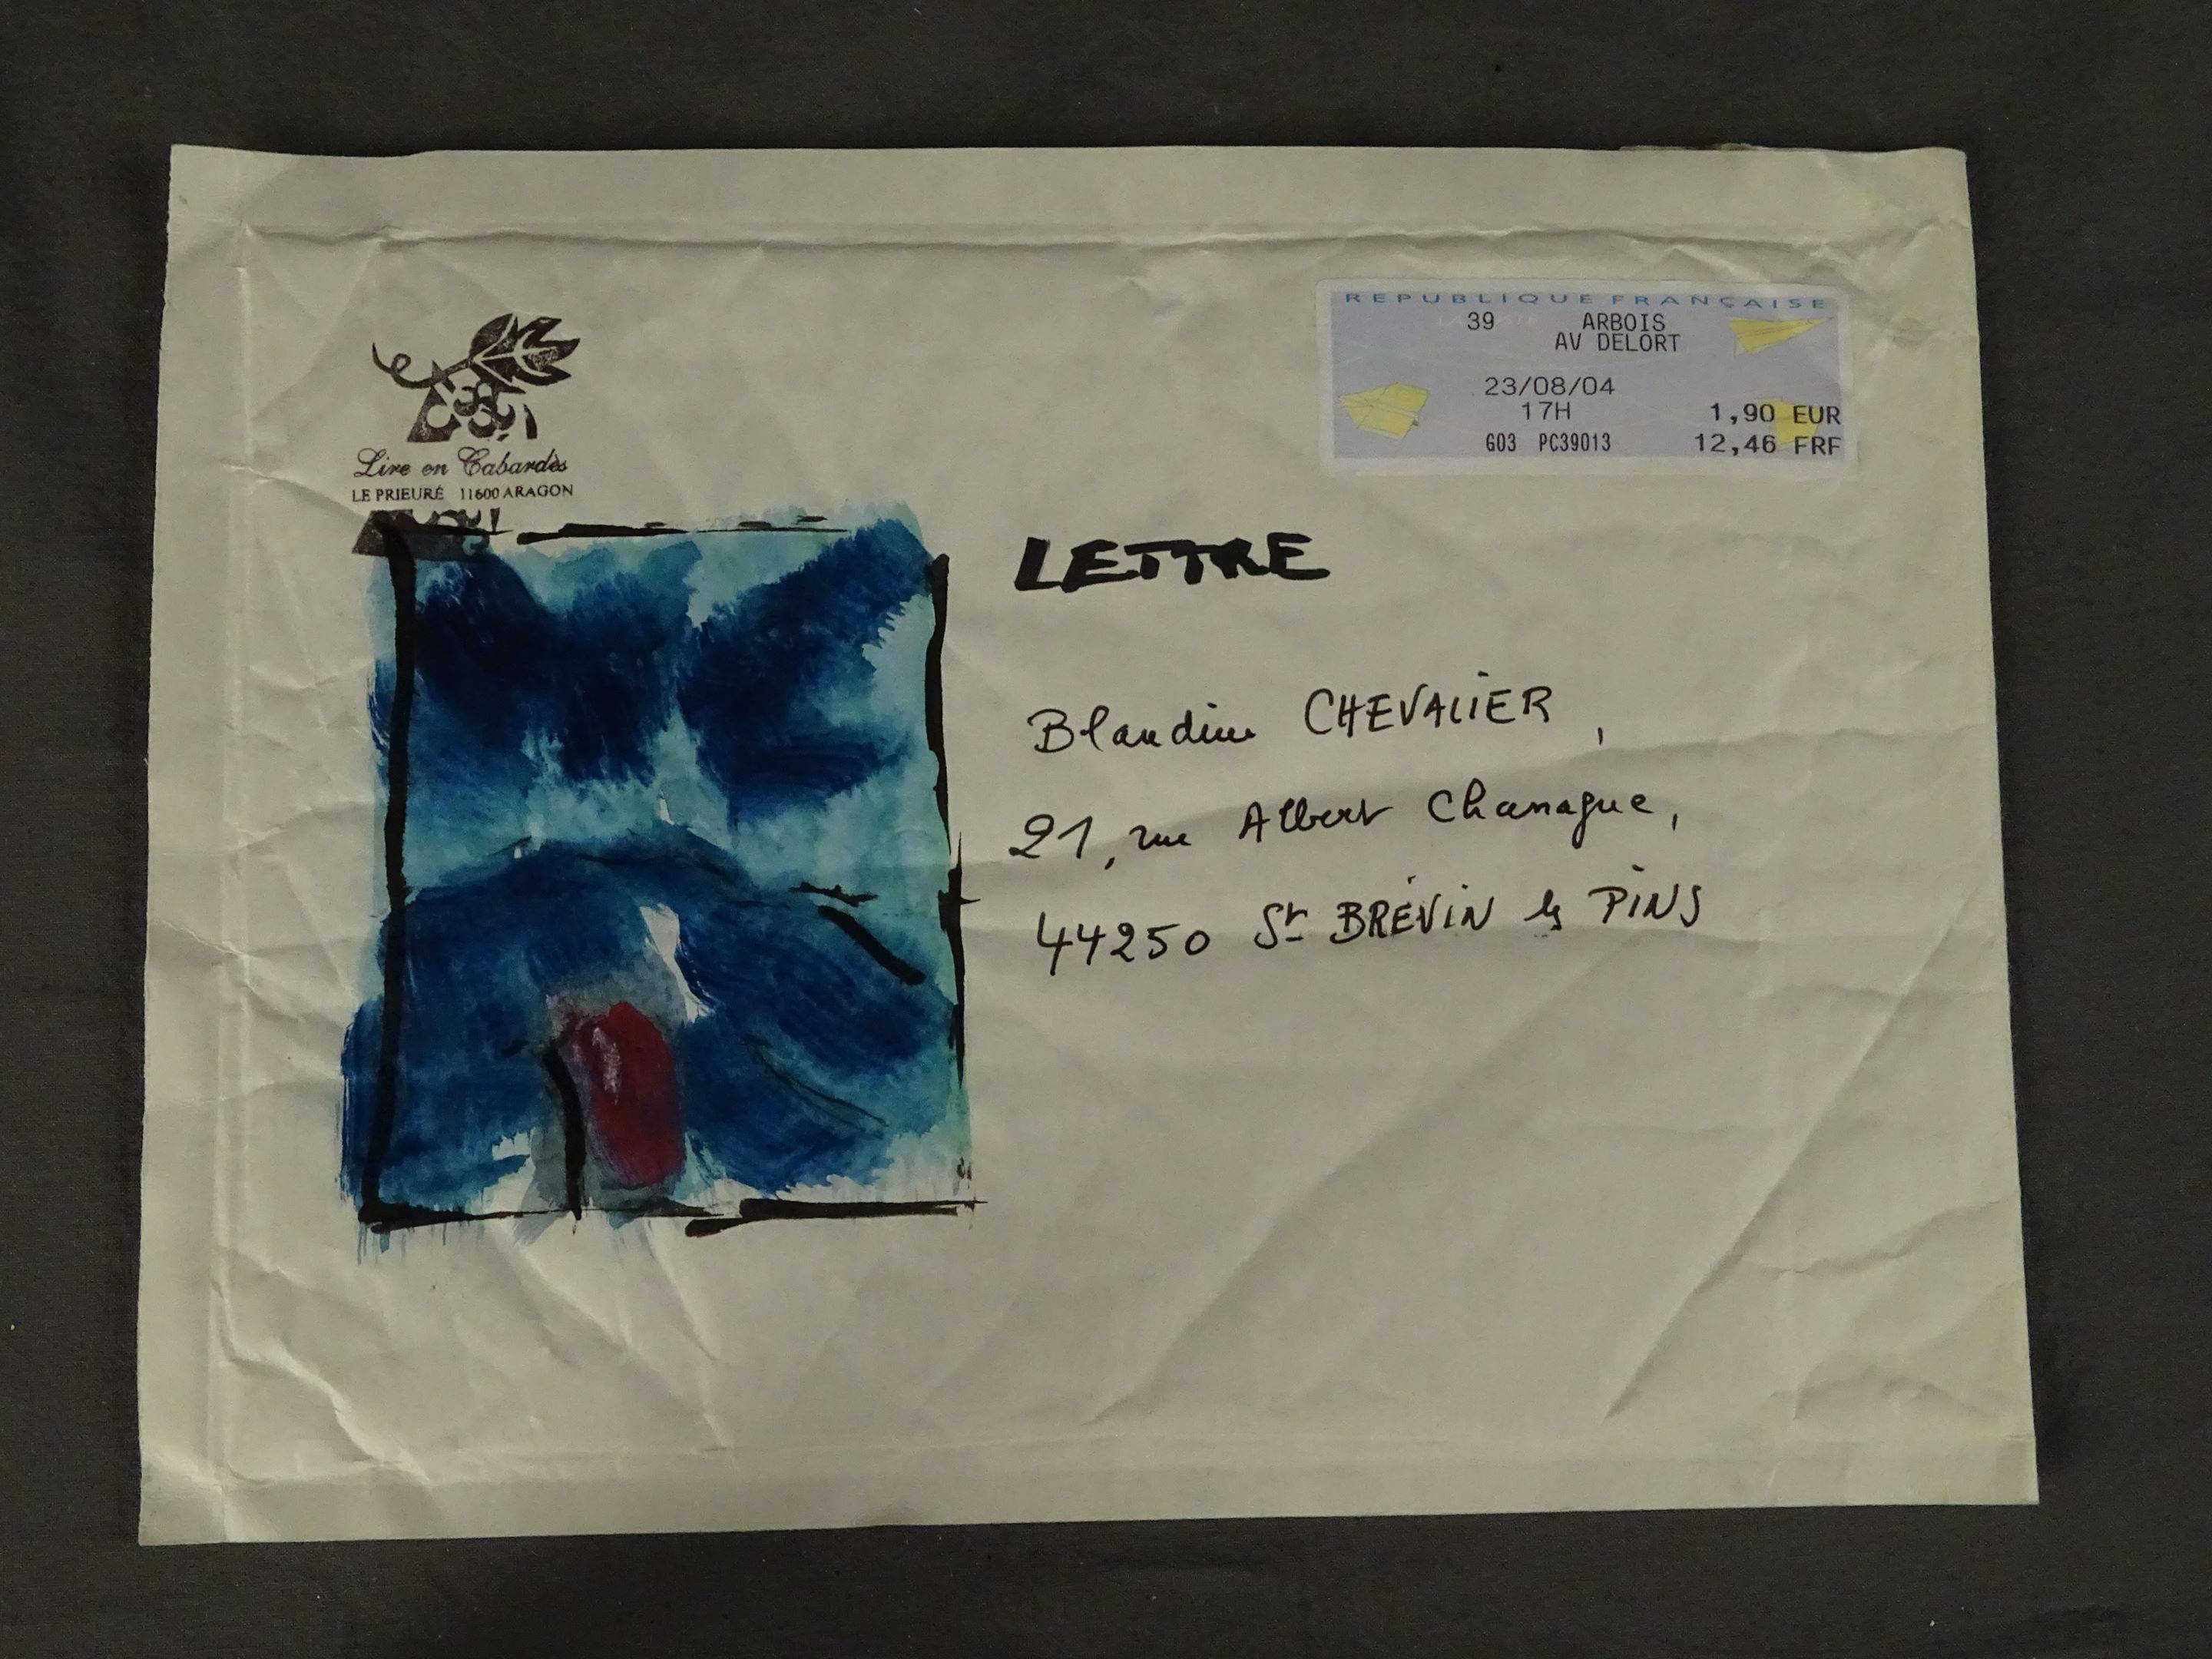 Lire en Cabardès
LE PRIEURÉ 11600 ARAGON
REPUBLIQUE FRANÇAISE
39 ARBOIS
AV DELORT
23/08/04
17H 1,90 EUR
G03 PC39013 12,46 FRF
LETTRE
Blandine CHEVALIER,
21, rue Albert Chanague,
44250 St BRÉVIN les PINS